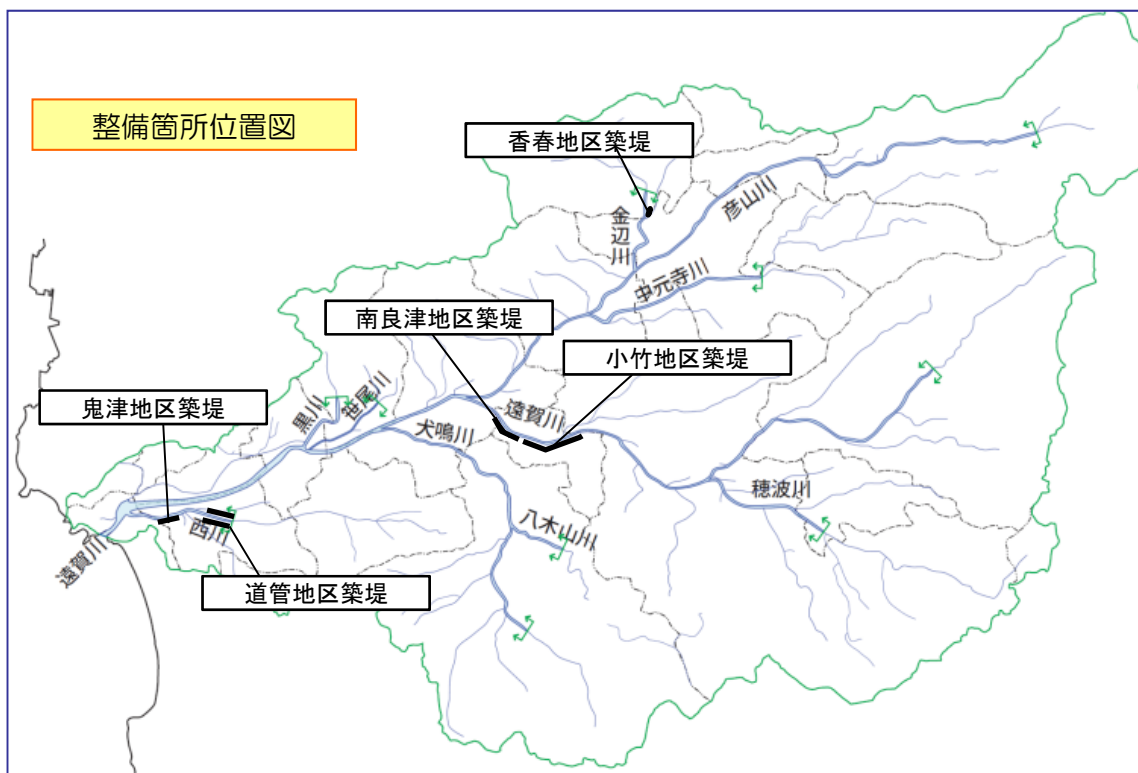 整備箇所位置図
香春地区築堤
彦山川
金辺川
中元寺川
南良津地区築堤
小竹地区築堤
鬼津地区築堤
黒川
笹尾川
遠賀川
犬鳴川
穂波川
西川
八木山川
遠賀川
道管地区築堤